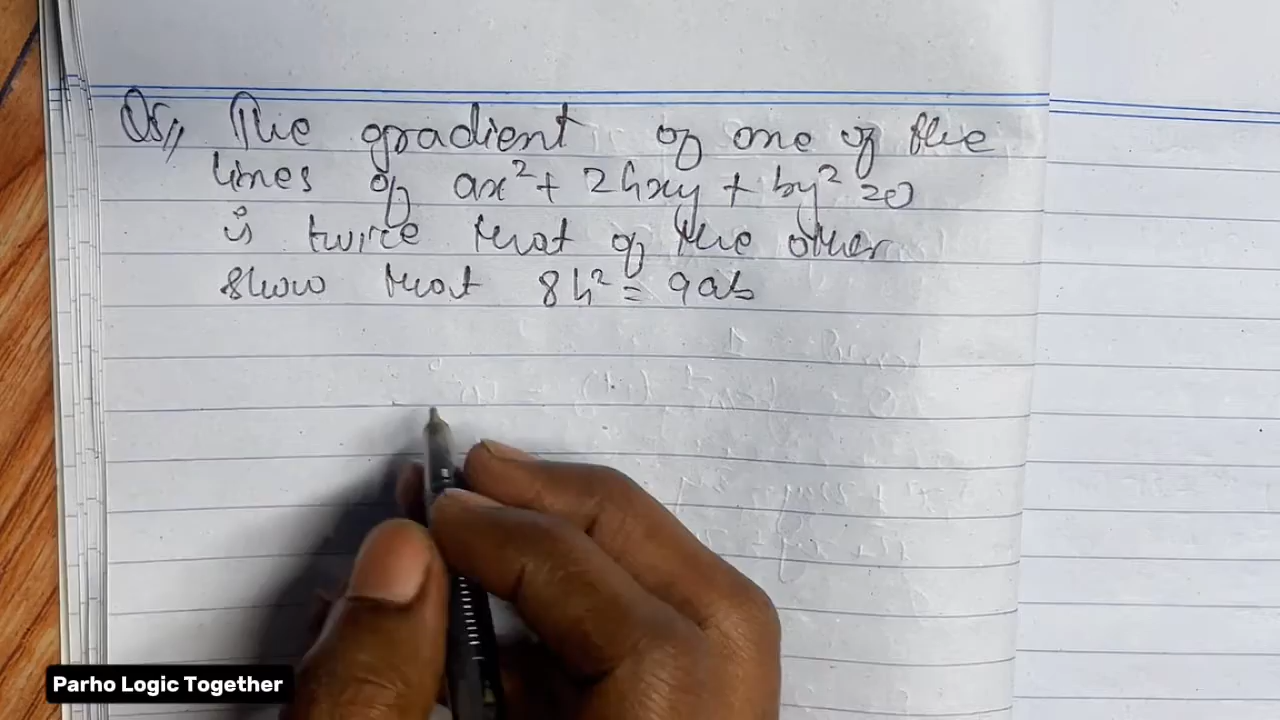 Q5,, The gradient of one of the
lines of ax² + 2hxy + by² = 0
is twice that of the other
show that 8h² = 9ab
Parho Logic Together